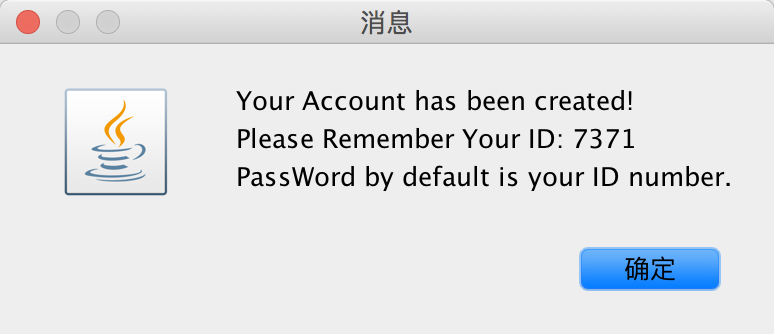 消息
Your Account has been created!
Please Remember Your ID: 7371
PassWord by default is your ID number.
确定